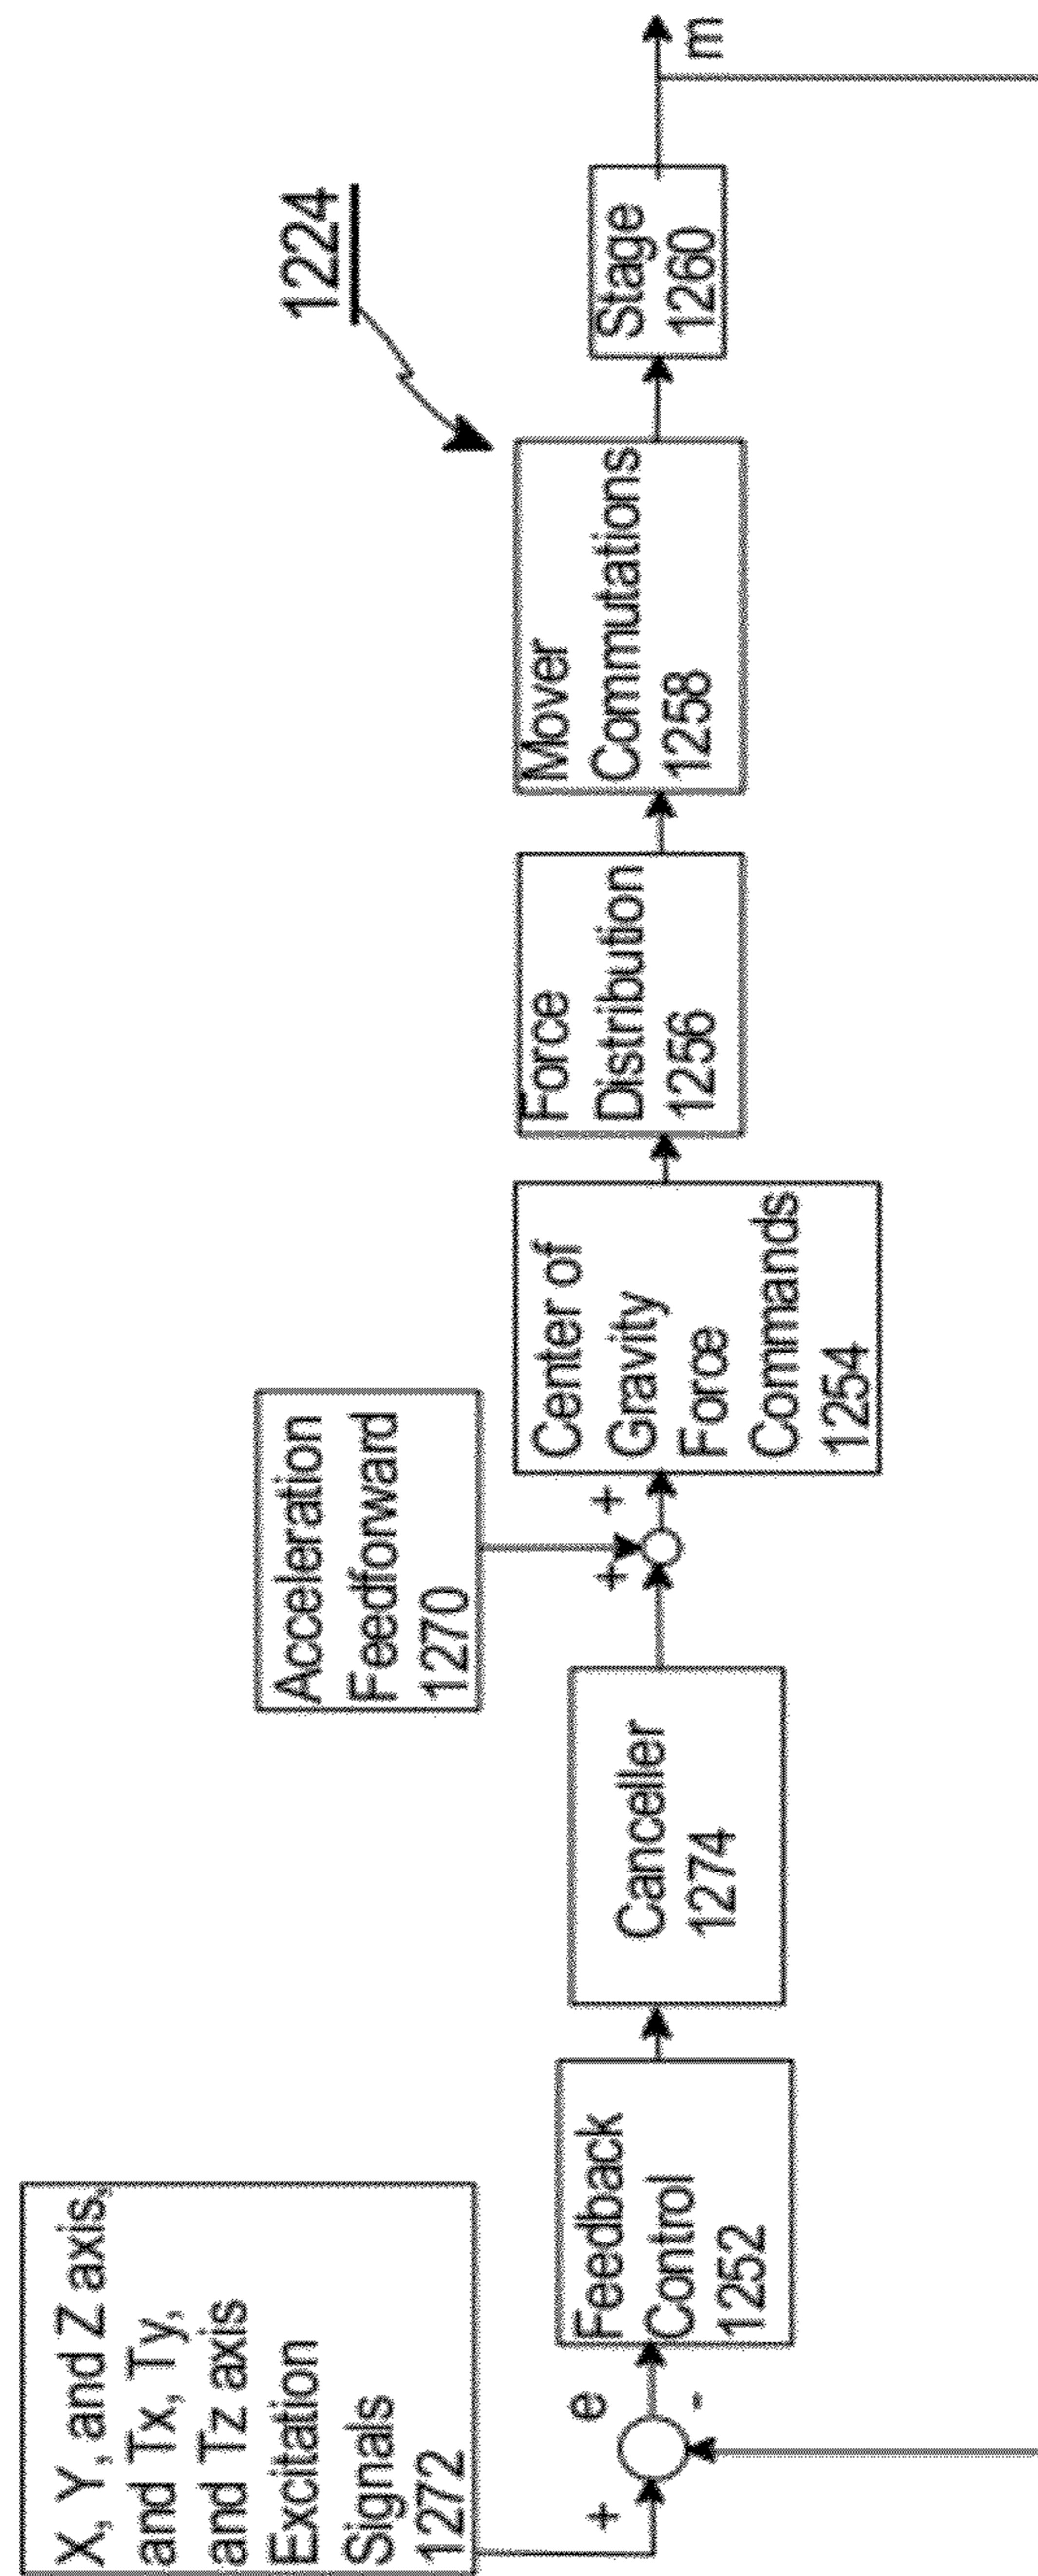 1224
X, Y, and Z axis,
and Tx, Ty,
and Tz axis
Excitation
Signals
1272
+
e
-
Feedback
Control
1252
Canceller
1274
Acceleration
Feedforward
1270
+
+
Center of
Gravity
Force
Commands
1254
Force
Distribution
1256
Mover
Commutations
1258
Stage
1260
m